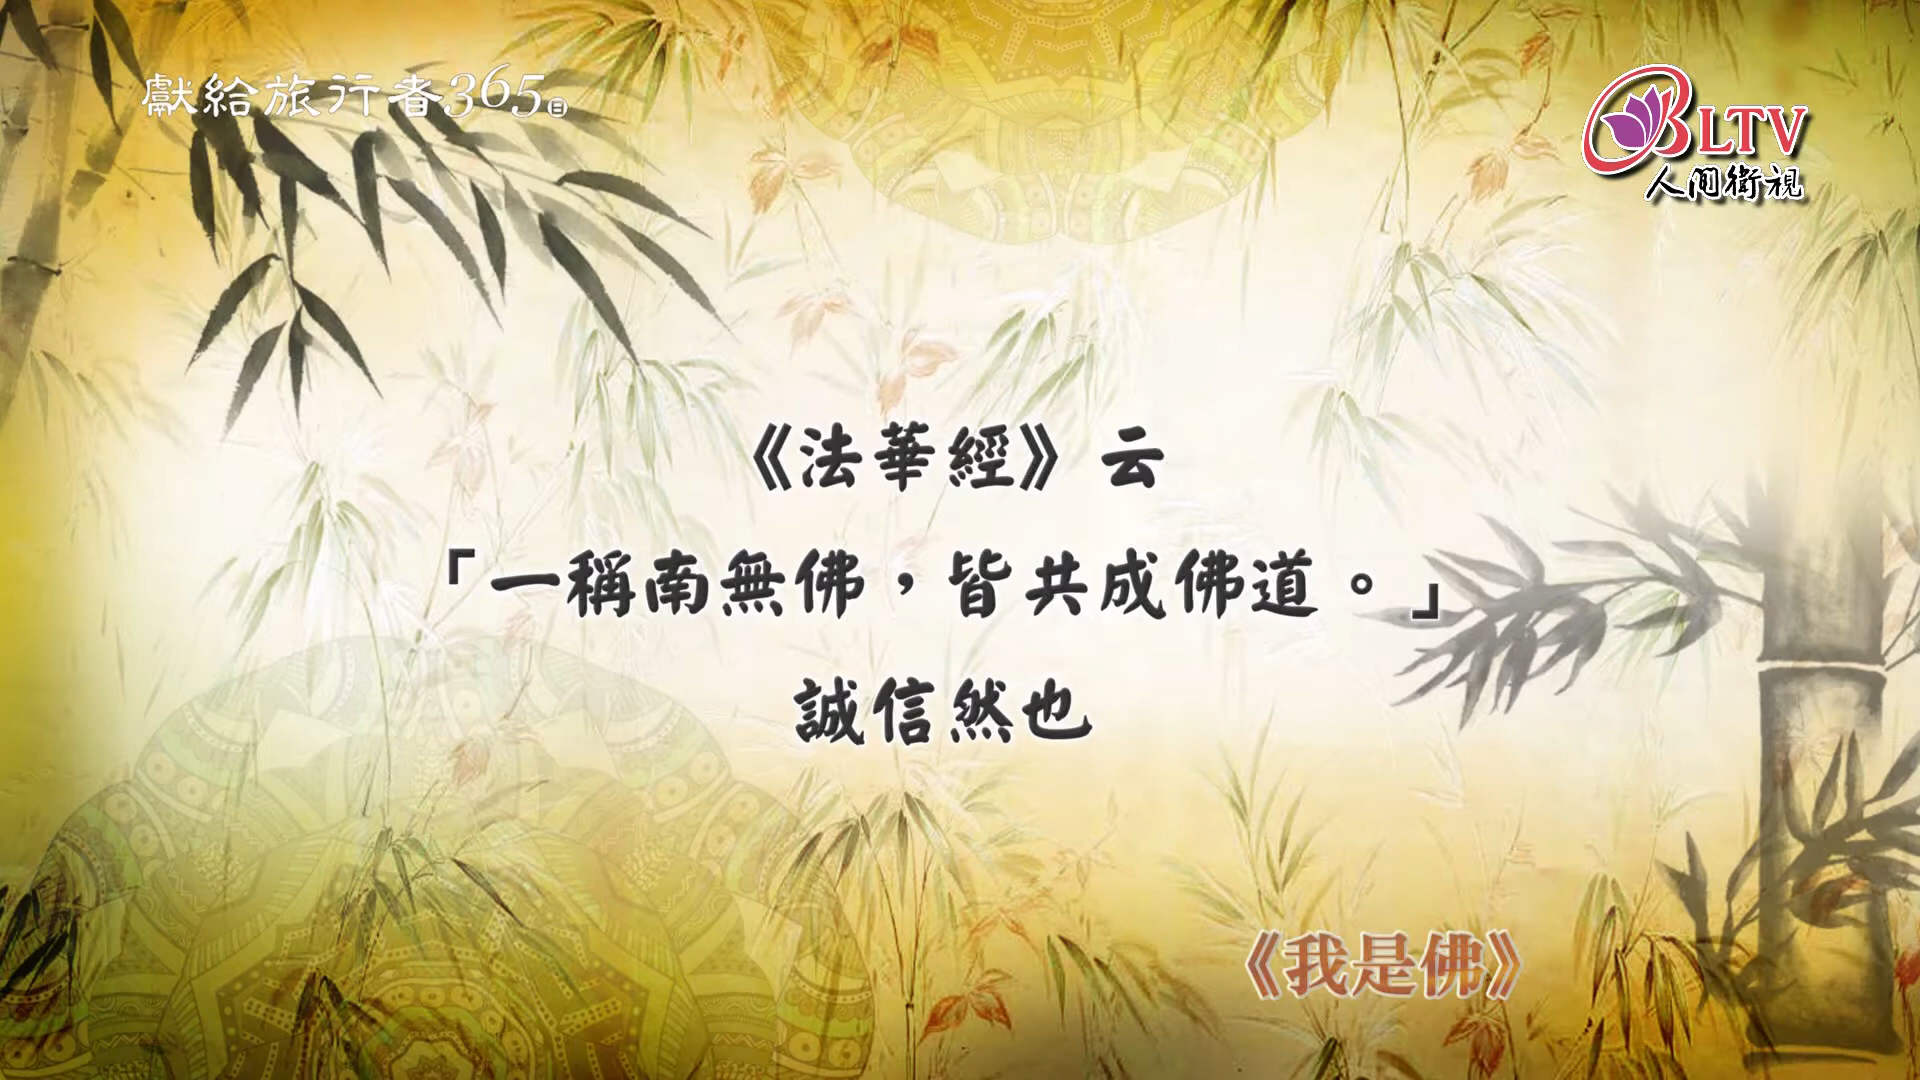 獻給旅行者365日
BLTV
人間衛視
《法華經》云
「一稱南無佛，皆共成佛道。」
誠信然也
《我是佛》